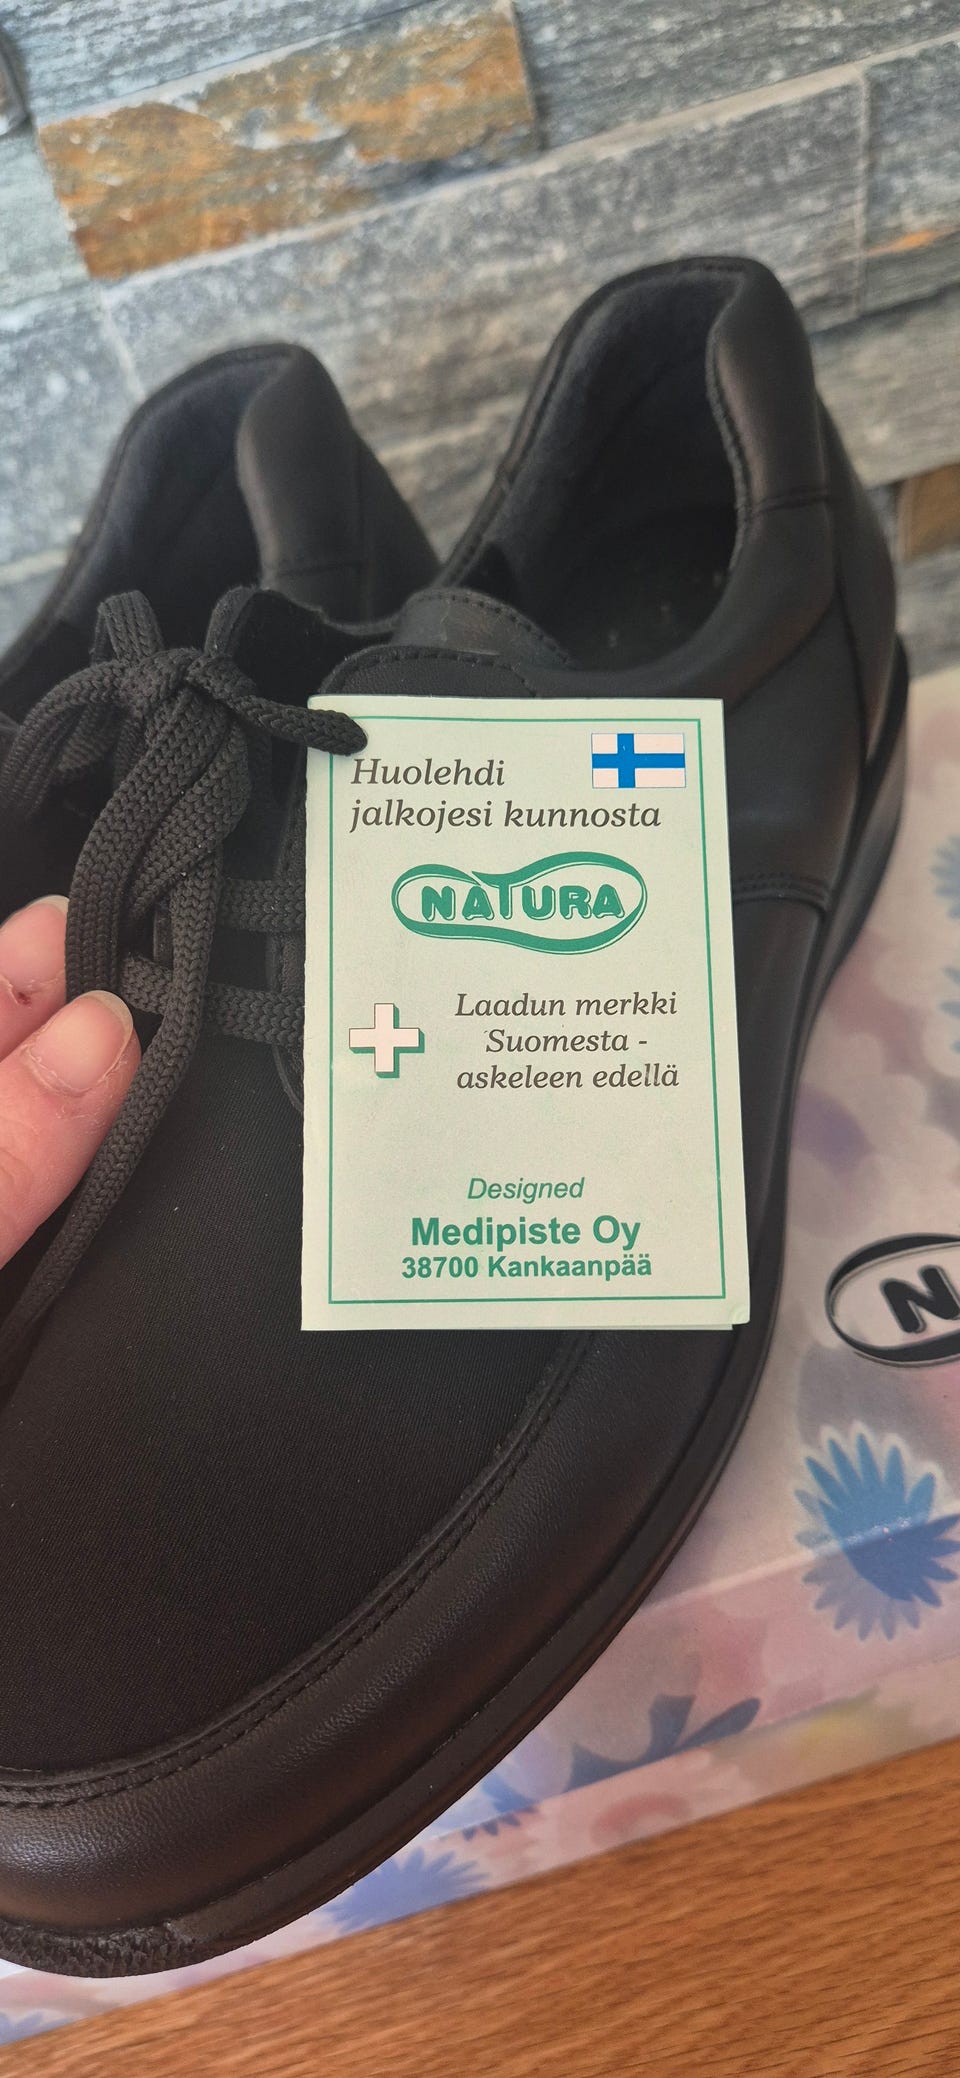 Huolehdi
jalkojesi kunnosta
NATURA
Laadun merkki
Suomesta -
askeleen edellä
Designed
Medipiste Oy
38700 Kankaanpää
N